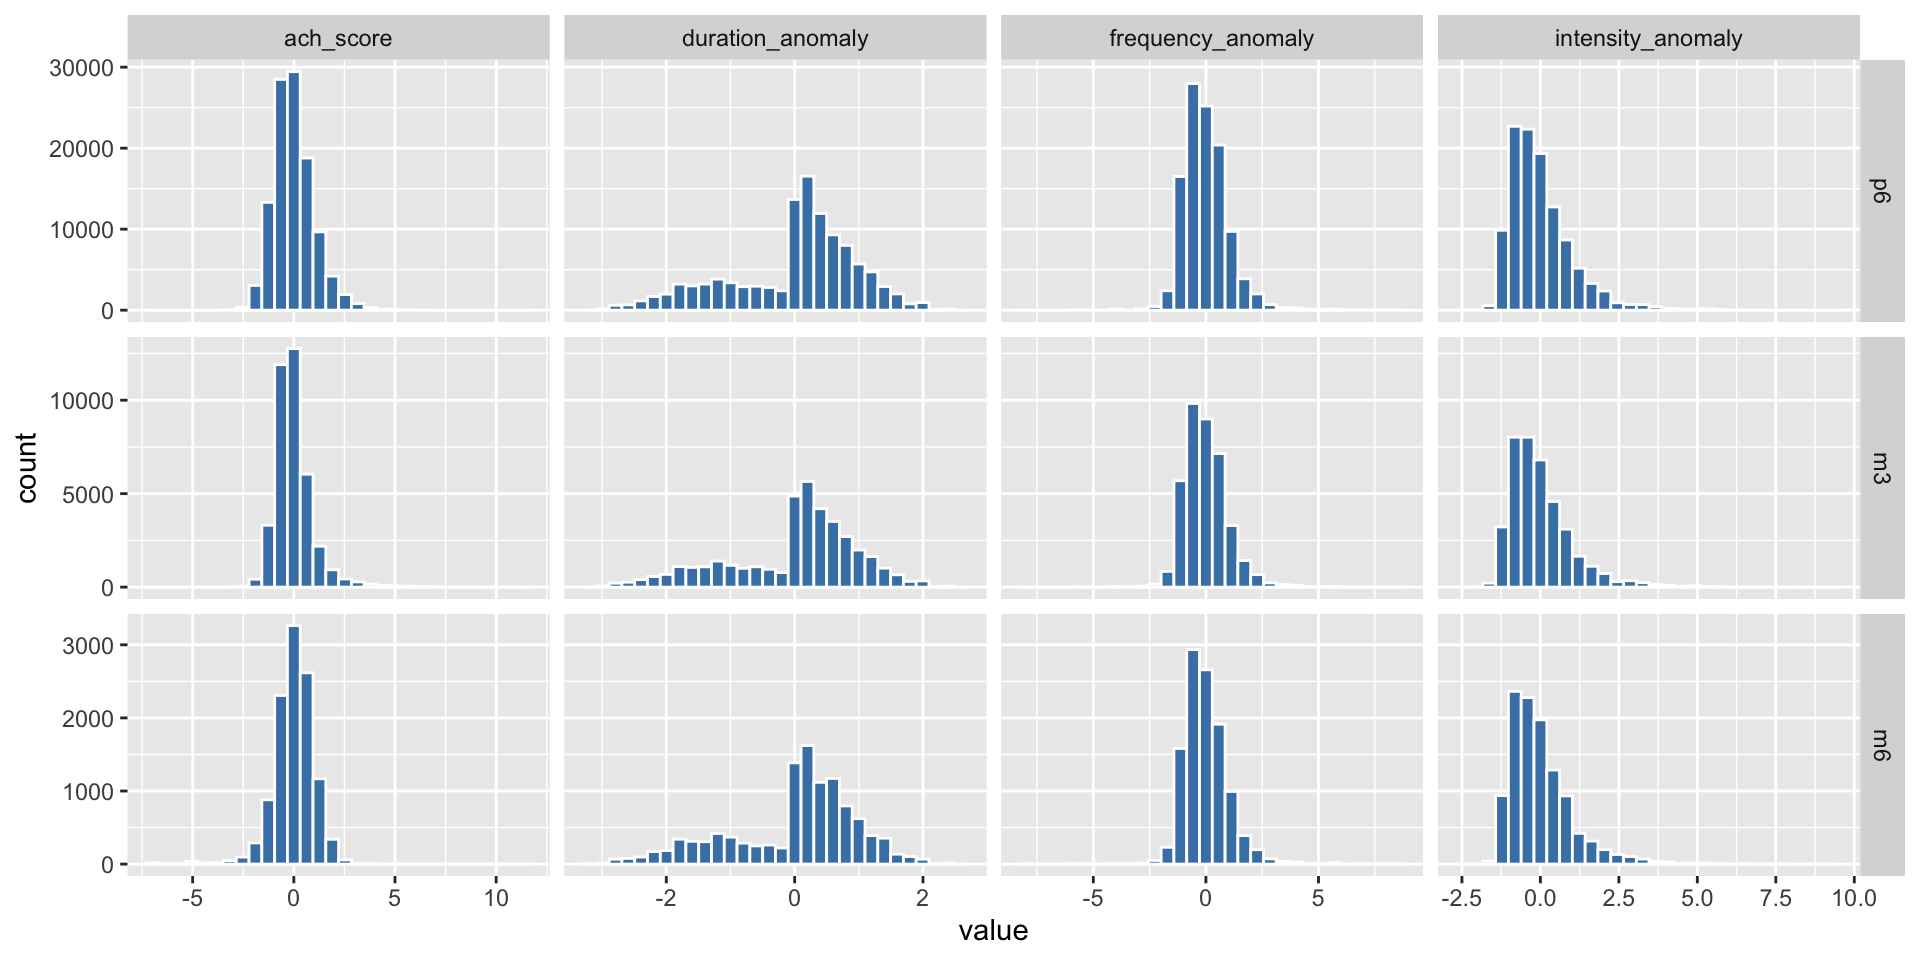 ach_score duration_anomaly frequency_anomaly intensity_anomaly
30000
20000
10000
0
p6
10000
5000
0
m3
count
3000
2000
1000
0
m6
-5 0 5 10 -2 0 2 -5 0 5 -2.5 0.0 2.5 5.0 7.5 10.0
value